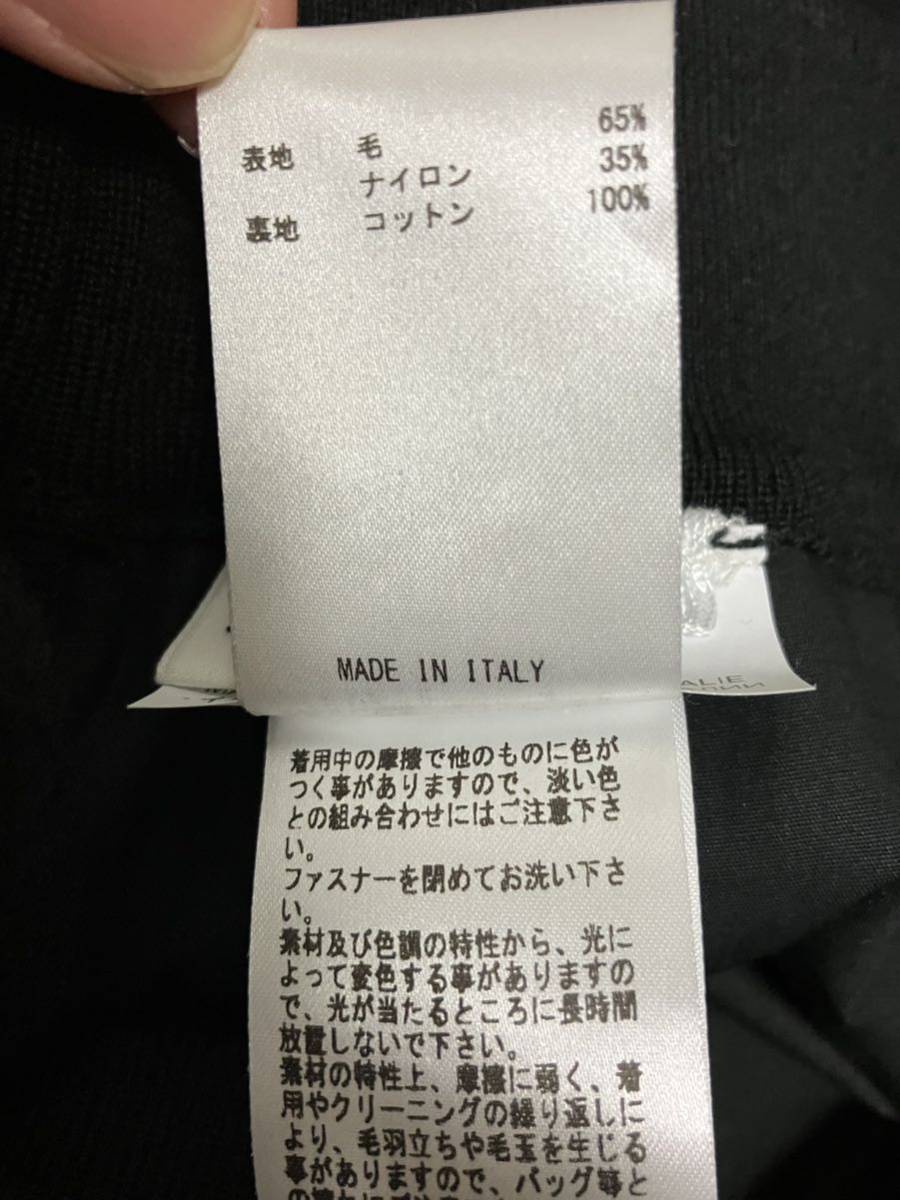 65%
表地 毛 35%
ナイロン 100%
裏地 コットン
MADE IN ITALY
ALIE
着用中の摩擦で他のものに色が
つく事がありますので、淡い色
との組み合わせにはご注意下さ
い。
ファスナーを閉めてお洗い下さ
い。
素材及び色調の特性から、光に
よって変色する事がありますの
で、光が当たるところに長時間
放置しないで下さい。
素材の特性上、摩擦に弱く、着
用やクリーニングの繰り返しに
より、毛羽立ちや毛玉を生じる
事がありますので、バッグ等と